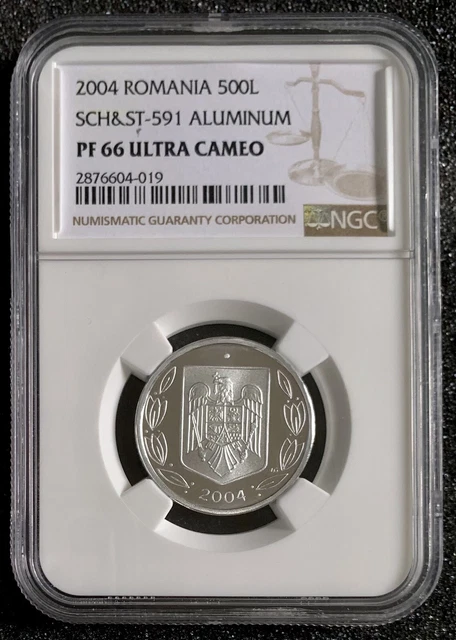 2004 ROMANIA 500L
SCH&ST-591 ALUMINUM
PF 66 ULTRA CAMEO
2876604-019
NUMISMATIC GUARANTY CORPORATION
NGC
2004